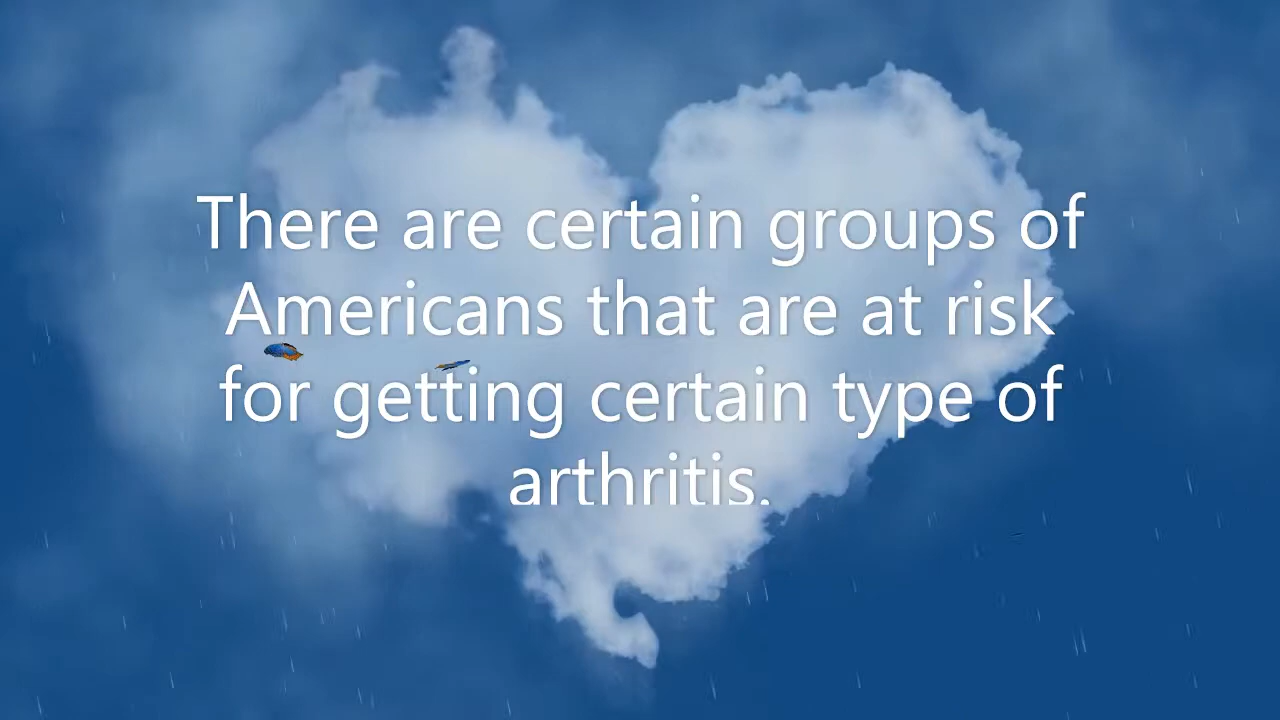 There are certain groups of
Americans that are at risk
for getting certain type of
arthritis.